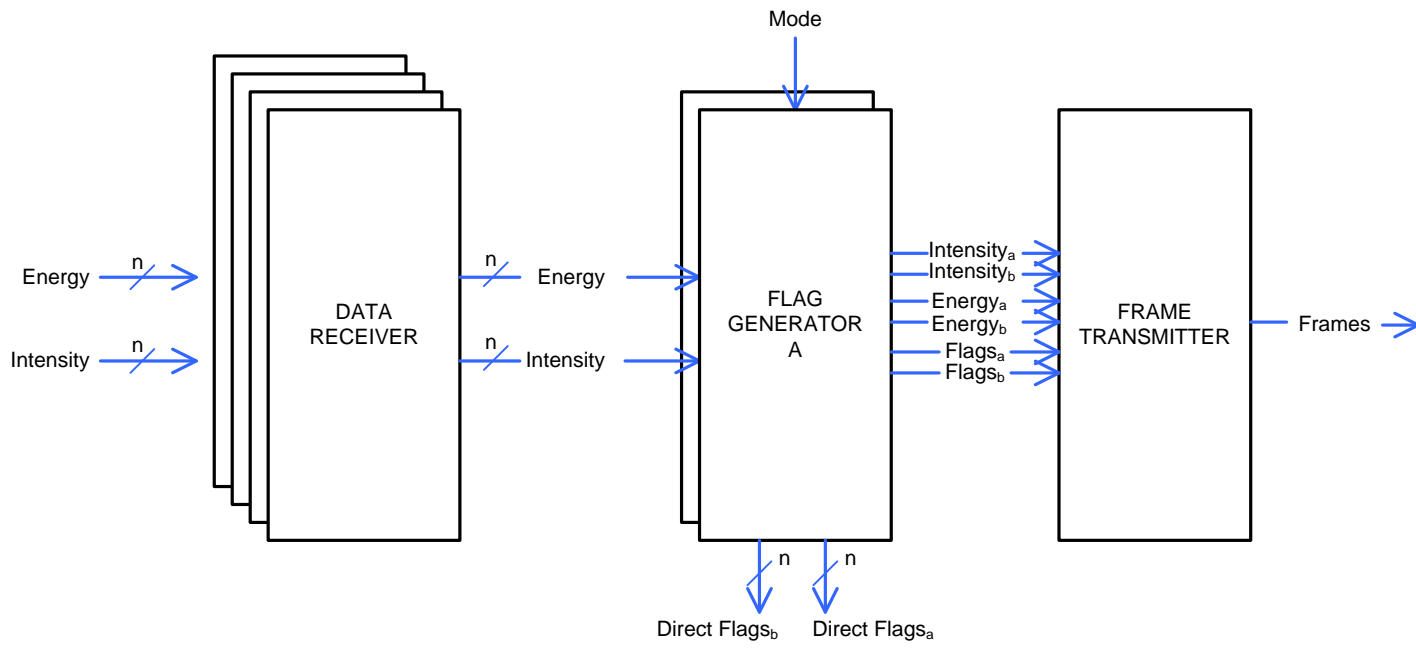 Mode
n
Energy
n
Intensity
DATA
RECEIVER
n
Energy
n
Intensity
FLAG
GENERATOR
A
Intensitya
Intensityb
Energya
Energyb
Flagsa
Flagsb
FRAME
TRANSMITTER
Frames
n
n
Direct Flagsb
Direct Flagsa